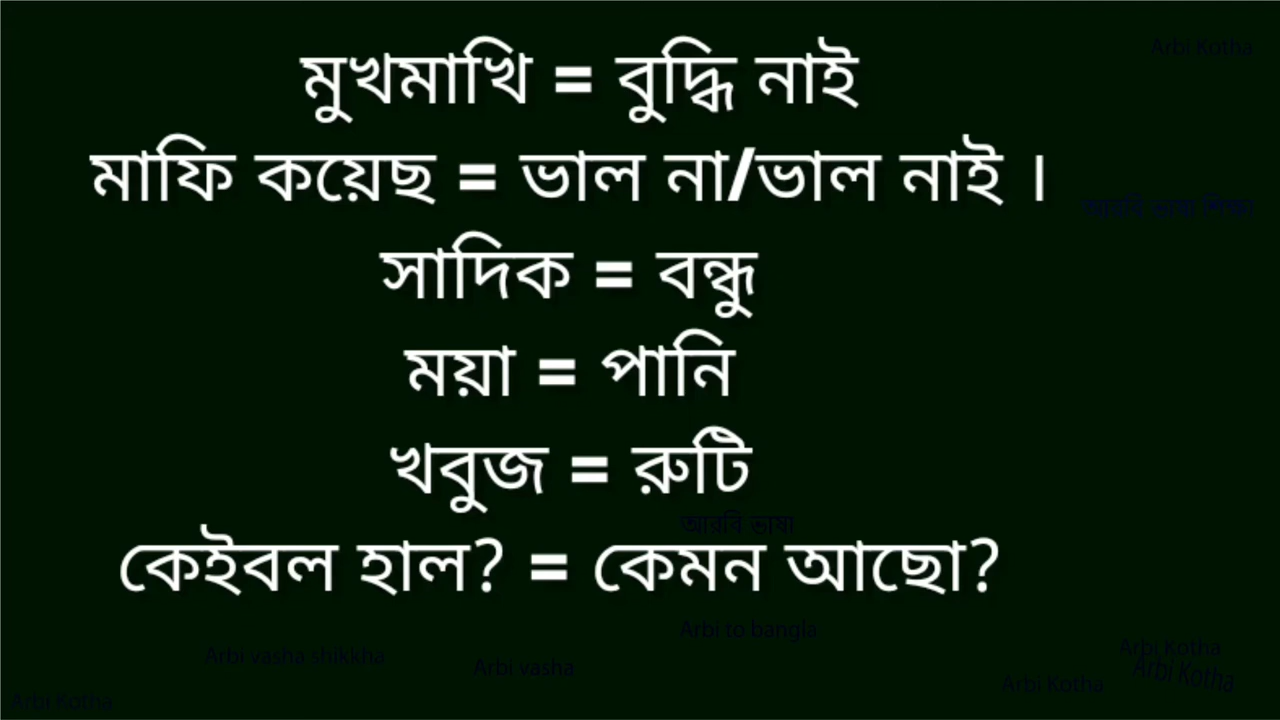 Arbi Kotha
মুখমাখি = বুদ্ধি নাই
মাফি কয়েছ = ভাল না/ভাল নাই ।
আরবি ভাষা শিক্ষা
সাদিক = বন্ধু
ময়া = পানি
খবুজ = রুটি
আরবি ভাষা
কেইবল হাল? = কেমন আছো?
Arbi to bangla
Arbi vasha shikkha
Arbi vasha
Arbi Kotha
Arbi Kotha
Arbi Kotha
Arbi Kotha